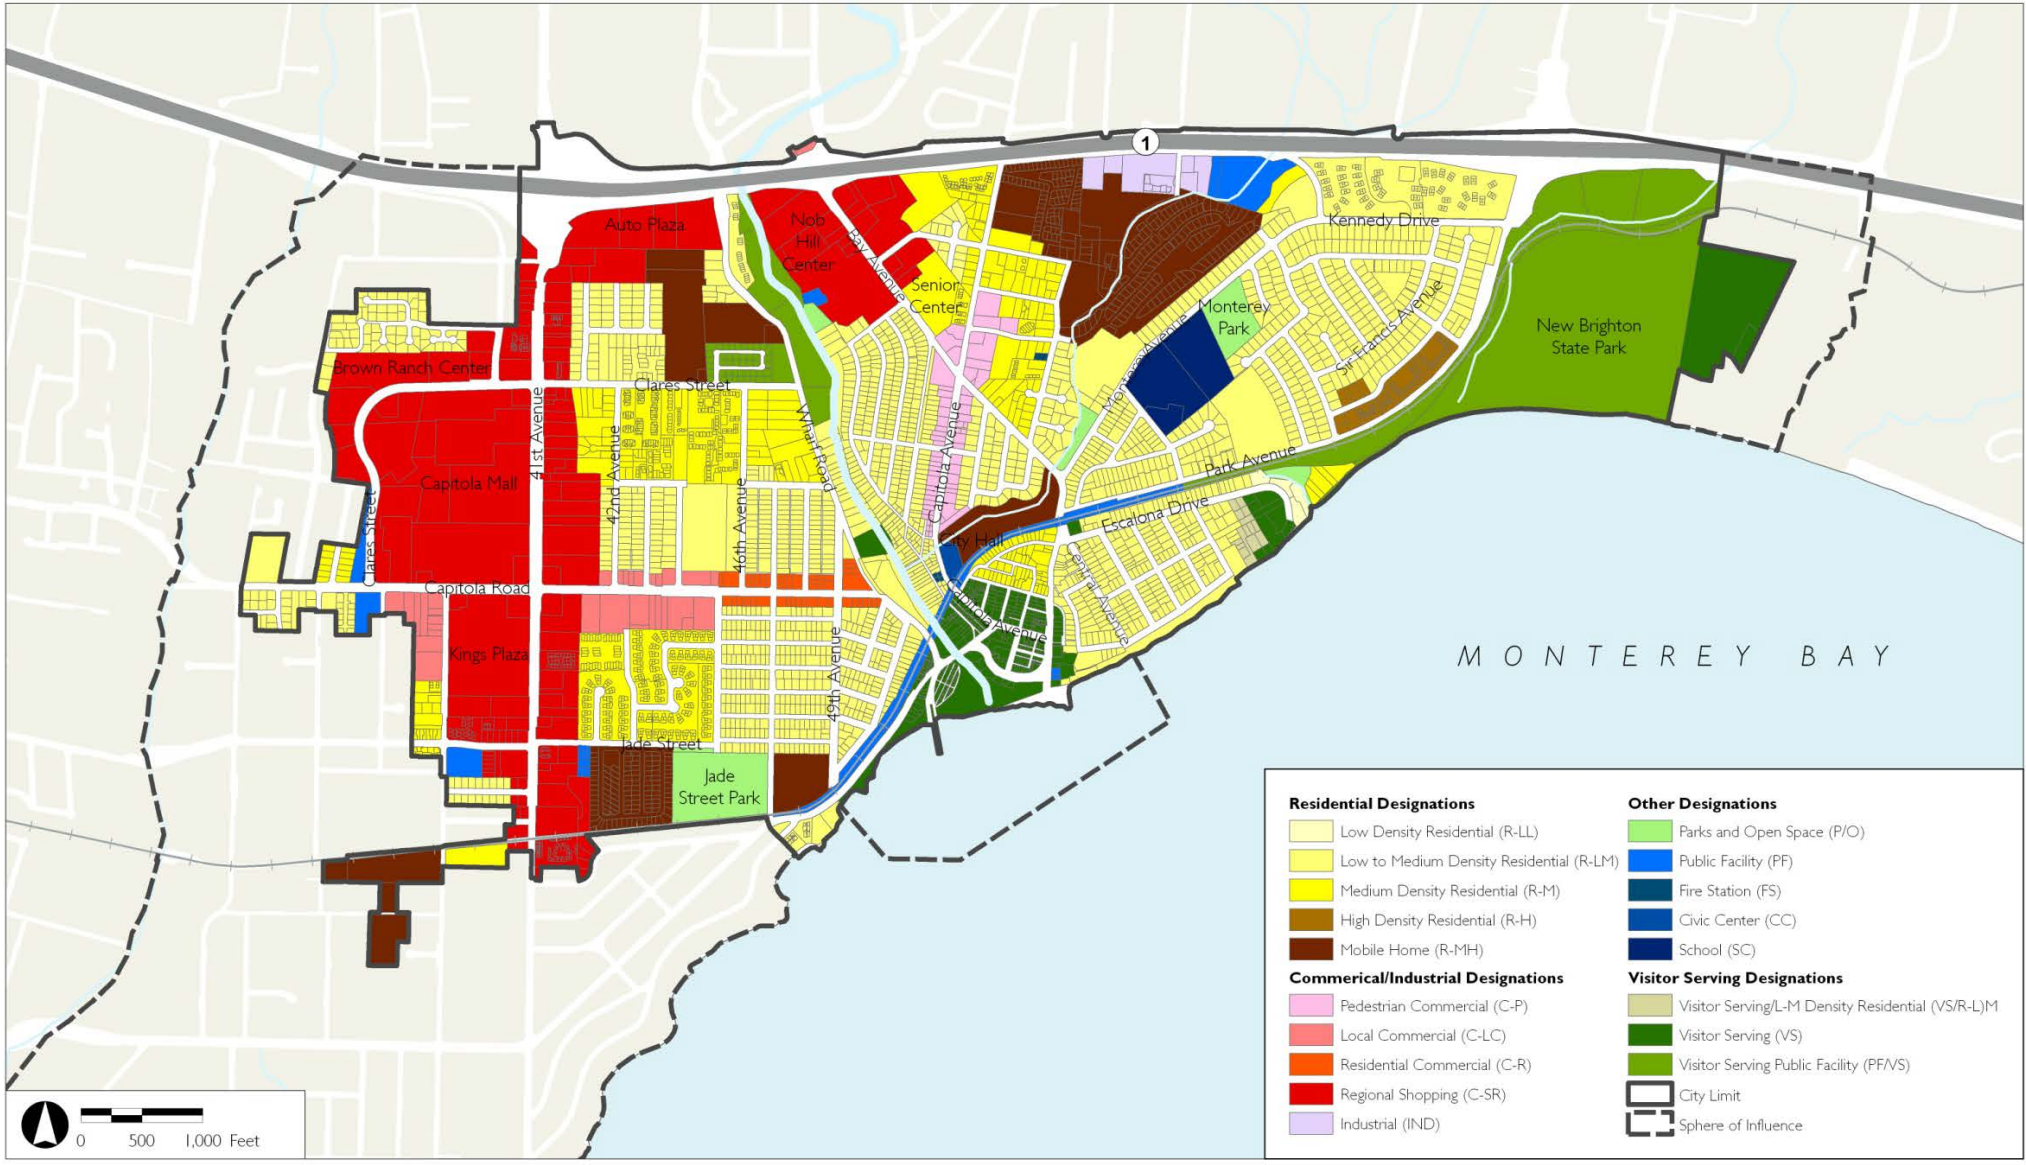 1
Auto Plaza
Nob
Hill
Center
Bay Avenue
Kennedy Drive
Senior
Center
Monterey
Park
Monterey Avenue
Sir Francis Avenue
New Brighton
State Park
Brown Ranch Center
Clares Street
41st Avenue
42nd Avenue
46th Avenue
Wharf Road
Capitola Avenue
Park Avenue
Capitola Mall
Clares Street
Escalona Drive
City Hall
Capitola Road
Capitola Avenue
Central Avenue
Kings Plaza
49th Avenue
MONTEREY BAY
Jade Street
Jade
Street Park
Residential Designations
Low Density Residential (R-LL)
Low to Medium Density Residential (R-LM)
Medium Density Residential (R-M)
High Density Residential (R-H)
Mobile Home (R-MH)
Commerical/Industrial Designations
Pedestrian Commercial (C-P)
Local Commercial (C-LC)
Residential Commercial (C-R)
Regional Shopping (C-SR)
Industrial (IND)
Other Designations
Parks and Open Space (P/O)
Public Facility (PF)
Fire Station (FS)
Civic Center (CC)
School (SC)
Visitor Serving Designations
Visitor Serving/L-M Density Residential (VS/R-L)M
Visitor Serving (VS)
Visitor Serving Public Facility (PF/VS)
City Limit
Sphere of Influence
0 500 1,000 Feet